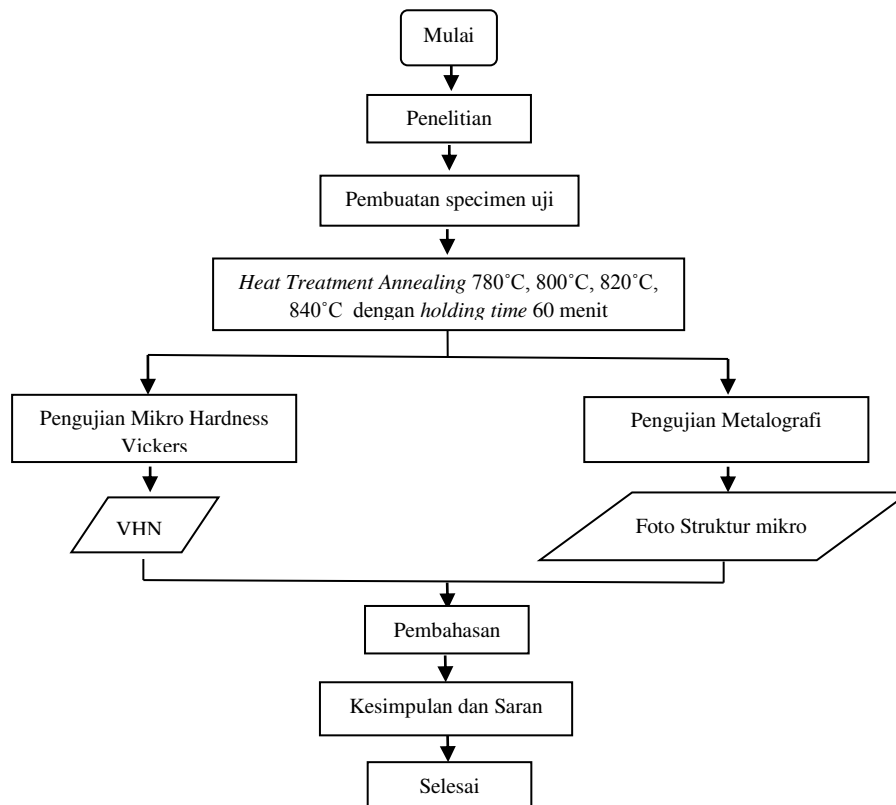 Mulai
Penelitian
Pembuatan specimen uji
Heat Treatment Annealing 780˚C, 800˚C, 820˚C,
840˚C dengan holding time 60 menit
Pengujian Mikro Hardness
Vickers
Pengujian Metalografi
VHN
Foto Struktur mikro
Pembahasan
Kesimpulan dan Saran
Selesai